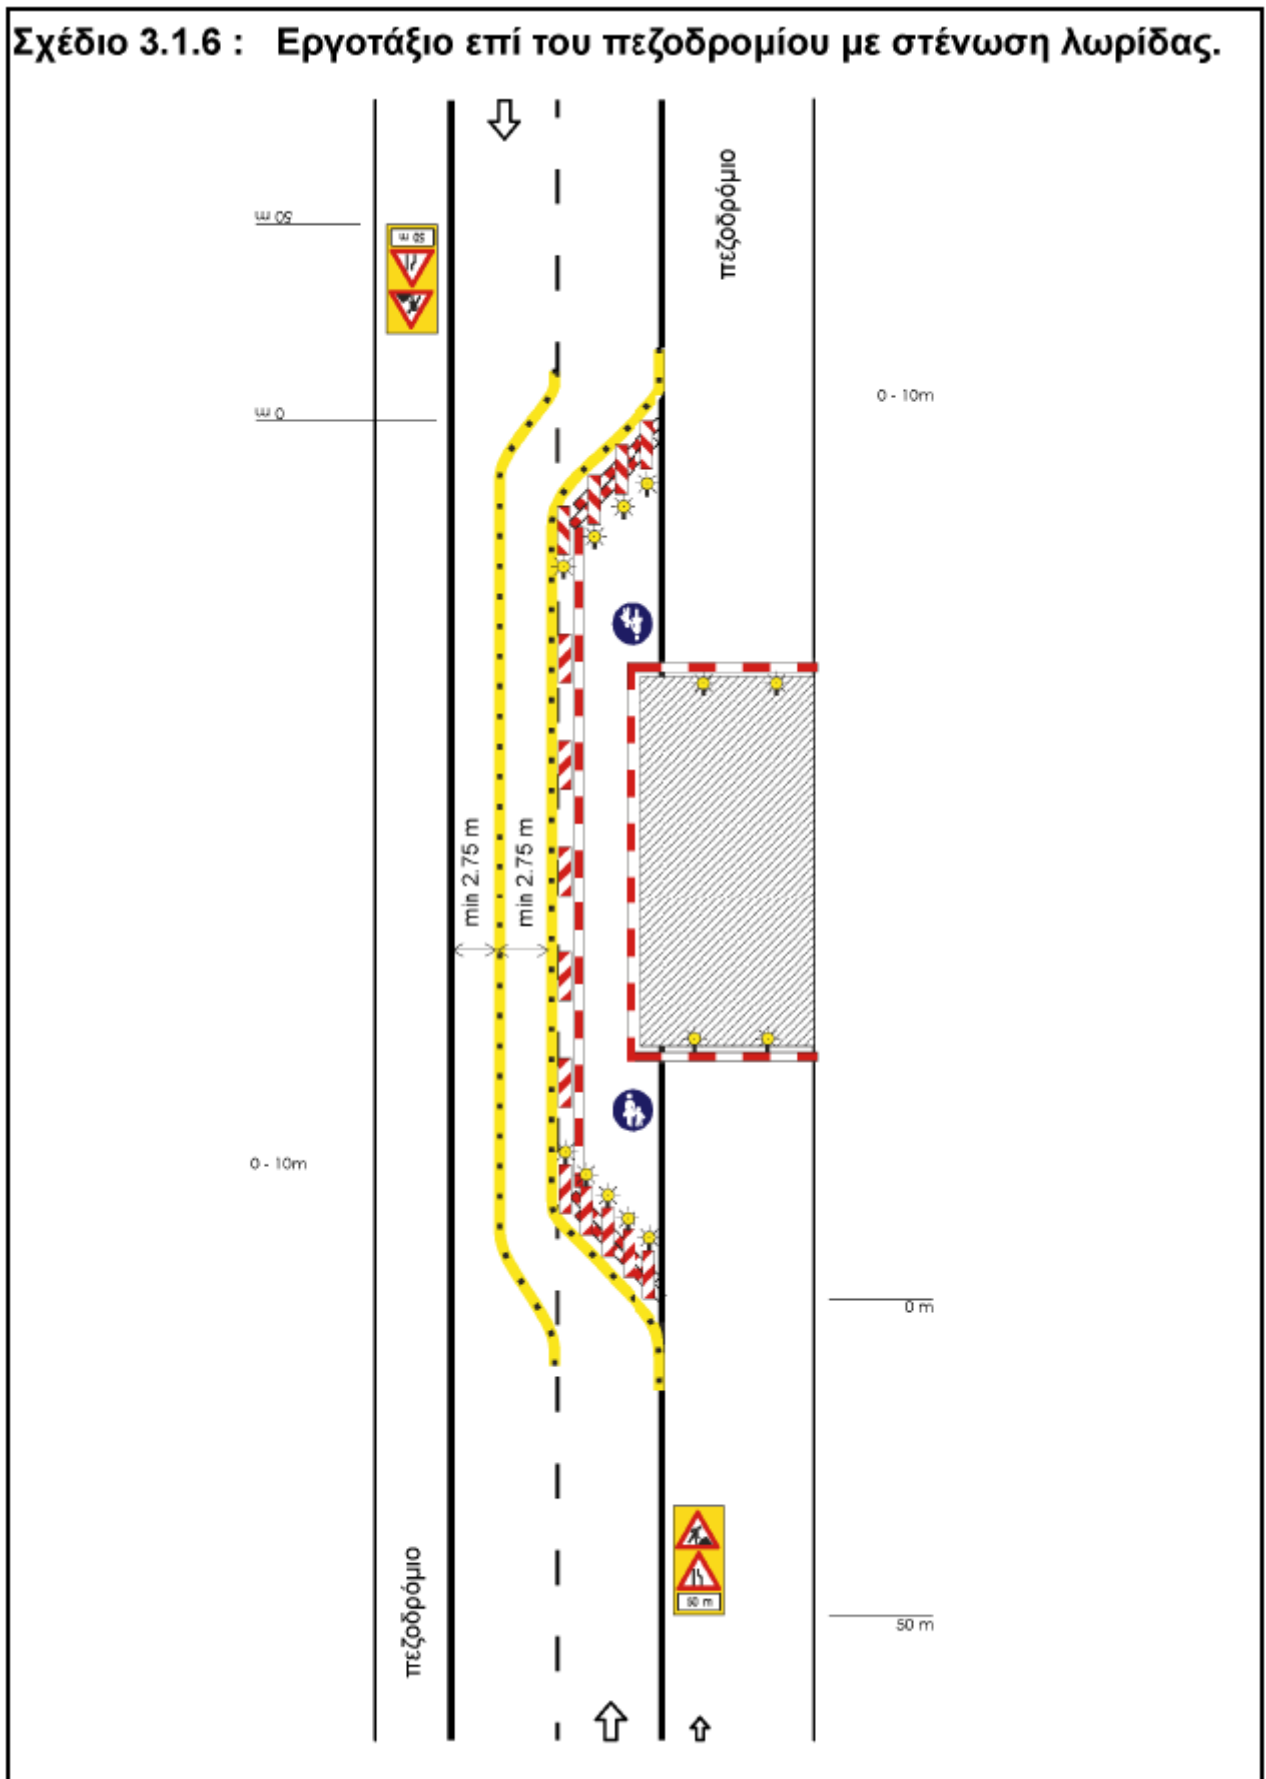 Σχέδιο 3.1.6 : Εργοτάξιο επί του πεζοδρομίου με στένωση λωρίδας.
πεζοδρόμιο
50 m
50 m
0 - 10m
0 m
min 2.75 m
min 2.75 m
0 - 10m
0 m
50 m
50 m
πεζοδρόμιο